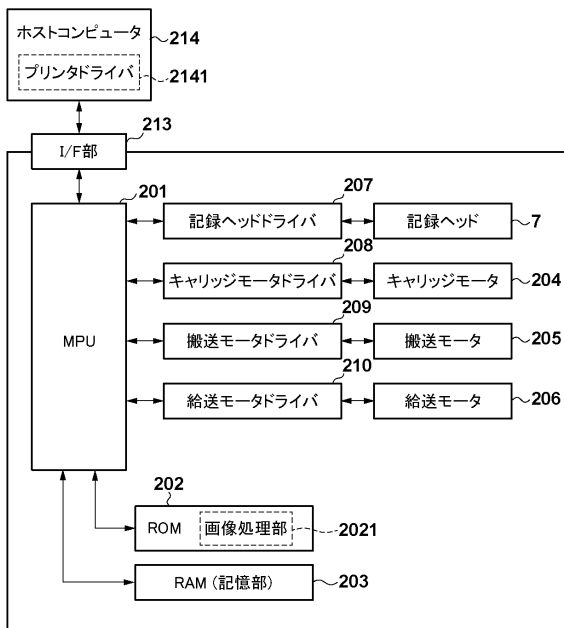 ホストコンピュータ 214
プリンタドライバ 2141
I/F部 213
MPU 201
記録ヘッドドライバ 207
記録ヘッド 7
キャリッジモータドライバ 208
キャリッジモータ 204
搬送モータドライバ 209
搬送モータ 205
給送モータドライバ 210
給送モータ 206
202
ROM 画像処理部 2021
RAM (記憶部) 203